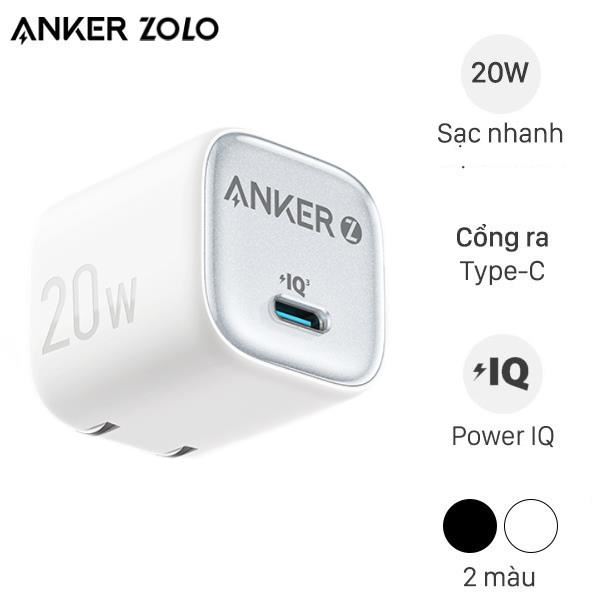 ANKER ZOLO
20W
Sạc nhanh
ANKER Z
IQ³
20W
Cổng ra
Type-C
IQ
Power IQ
2 màu